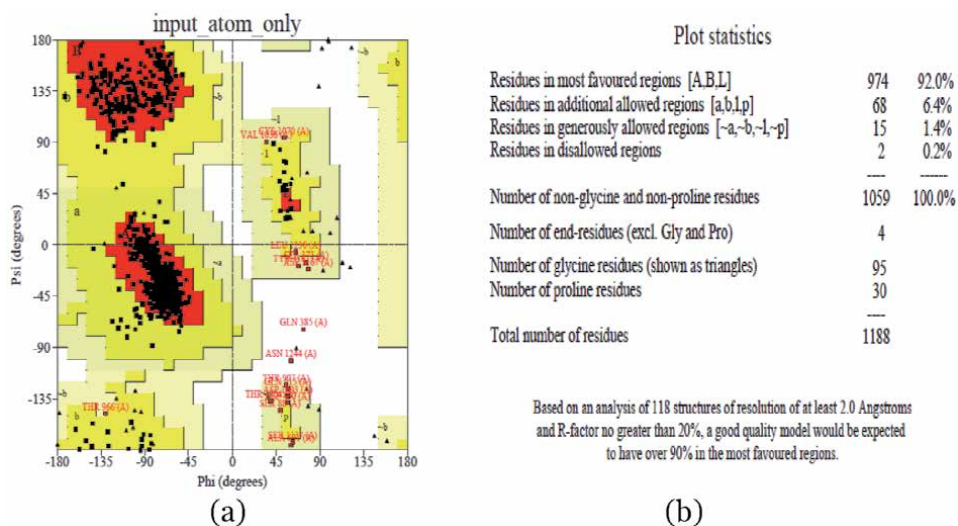 input_atom_only
180
135
90
45
0
-45
-90
-135
-180
Psi (degrees)
B
b
~b
~b
b
~b
VAL
1070 (A)
~l
l
a
~a
GLN 385 (A)
ASN 1244 (A)
THR 966 (A)
~b
b
p
~b
b
-180 -135 -90 -45 0 45 90 135 180
Phi (degrees)
(a)
Plot statistics
Residues in most favoured regions [A,B,L] 974 92.0%
Residues in additional allowed regions [a,b,l,p] 68 6.4%
Residues in generously allowed regions [~a,~b,~l,~p] 15 1.4%
Residues in disallowed regions 2 0.2%
---- ------
Number of non-glycine and non-proline residues 1059 100.0%
Number of end-residues (excl. Gly and Pro) 4
Number of glycine residues (shown as triangles) 95
Number of proline residues 30
----
Total number of residues 1188
Based on an analysis of 118 structures of resolution of at least 2.0 Angstroms
and R-factor no greater than 20%, a good quality model would be expected
to have over 90% in the most favoured regions.
(b)